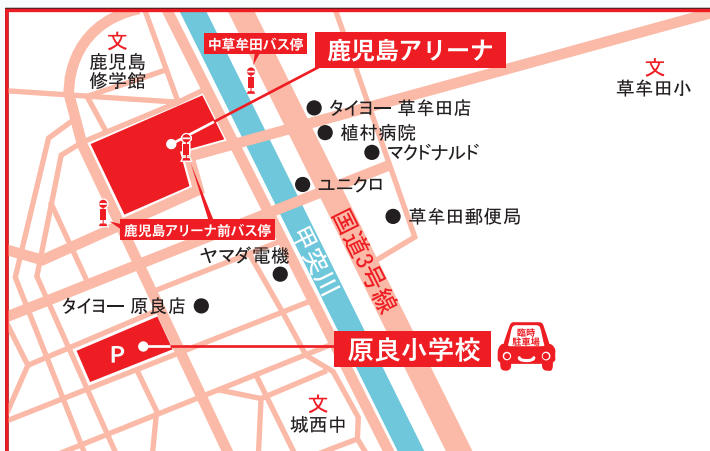 文
鹿児島
修学館
中草牟田バス停
鹿児島アリーナ
文
草牟田小
タイヨー 草牟田店
植村病院
マクドナルド
ユニクロ
草牟田郵便局
鹿児島アリーナ前バス停
国道3号線
甲突川
ヤマダ電機
タイヨー 原良店
P
原良小学校
臨時
駐車場
文
城西中